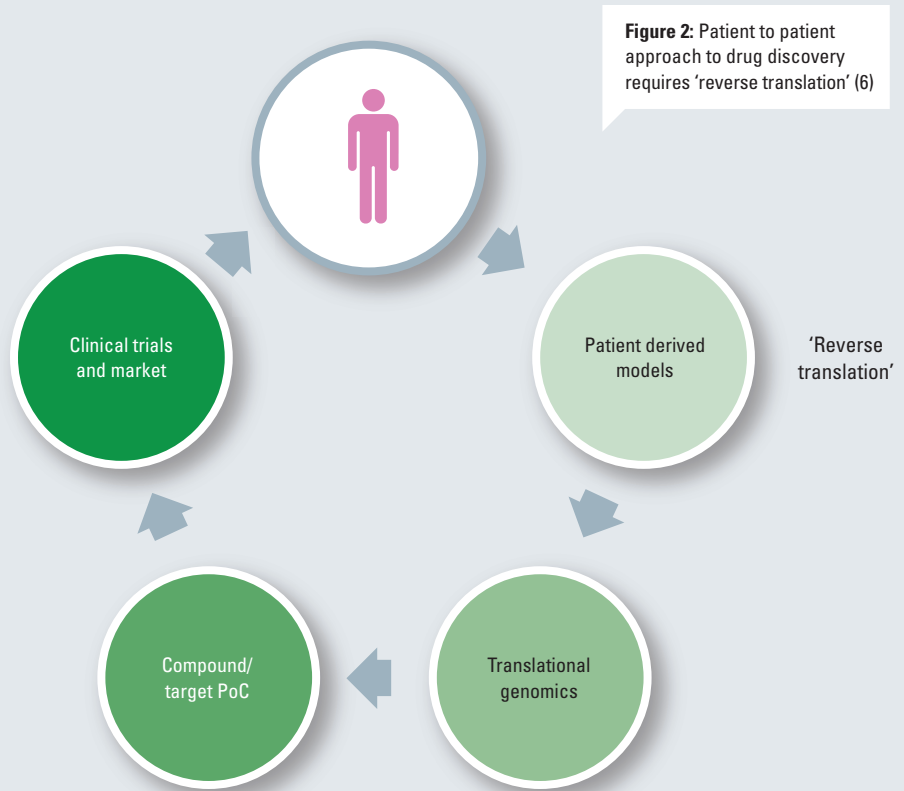 Figure 2: Patient to patient
approach to drug discovery
requires ‘reverse translation’ (6)
Clinical trials
and market
Patient derived
models
‘Reverse
translation’
Compound/
target PoC
Translational
genomics